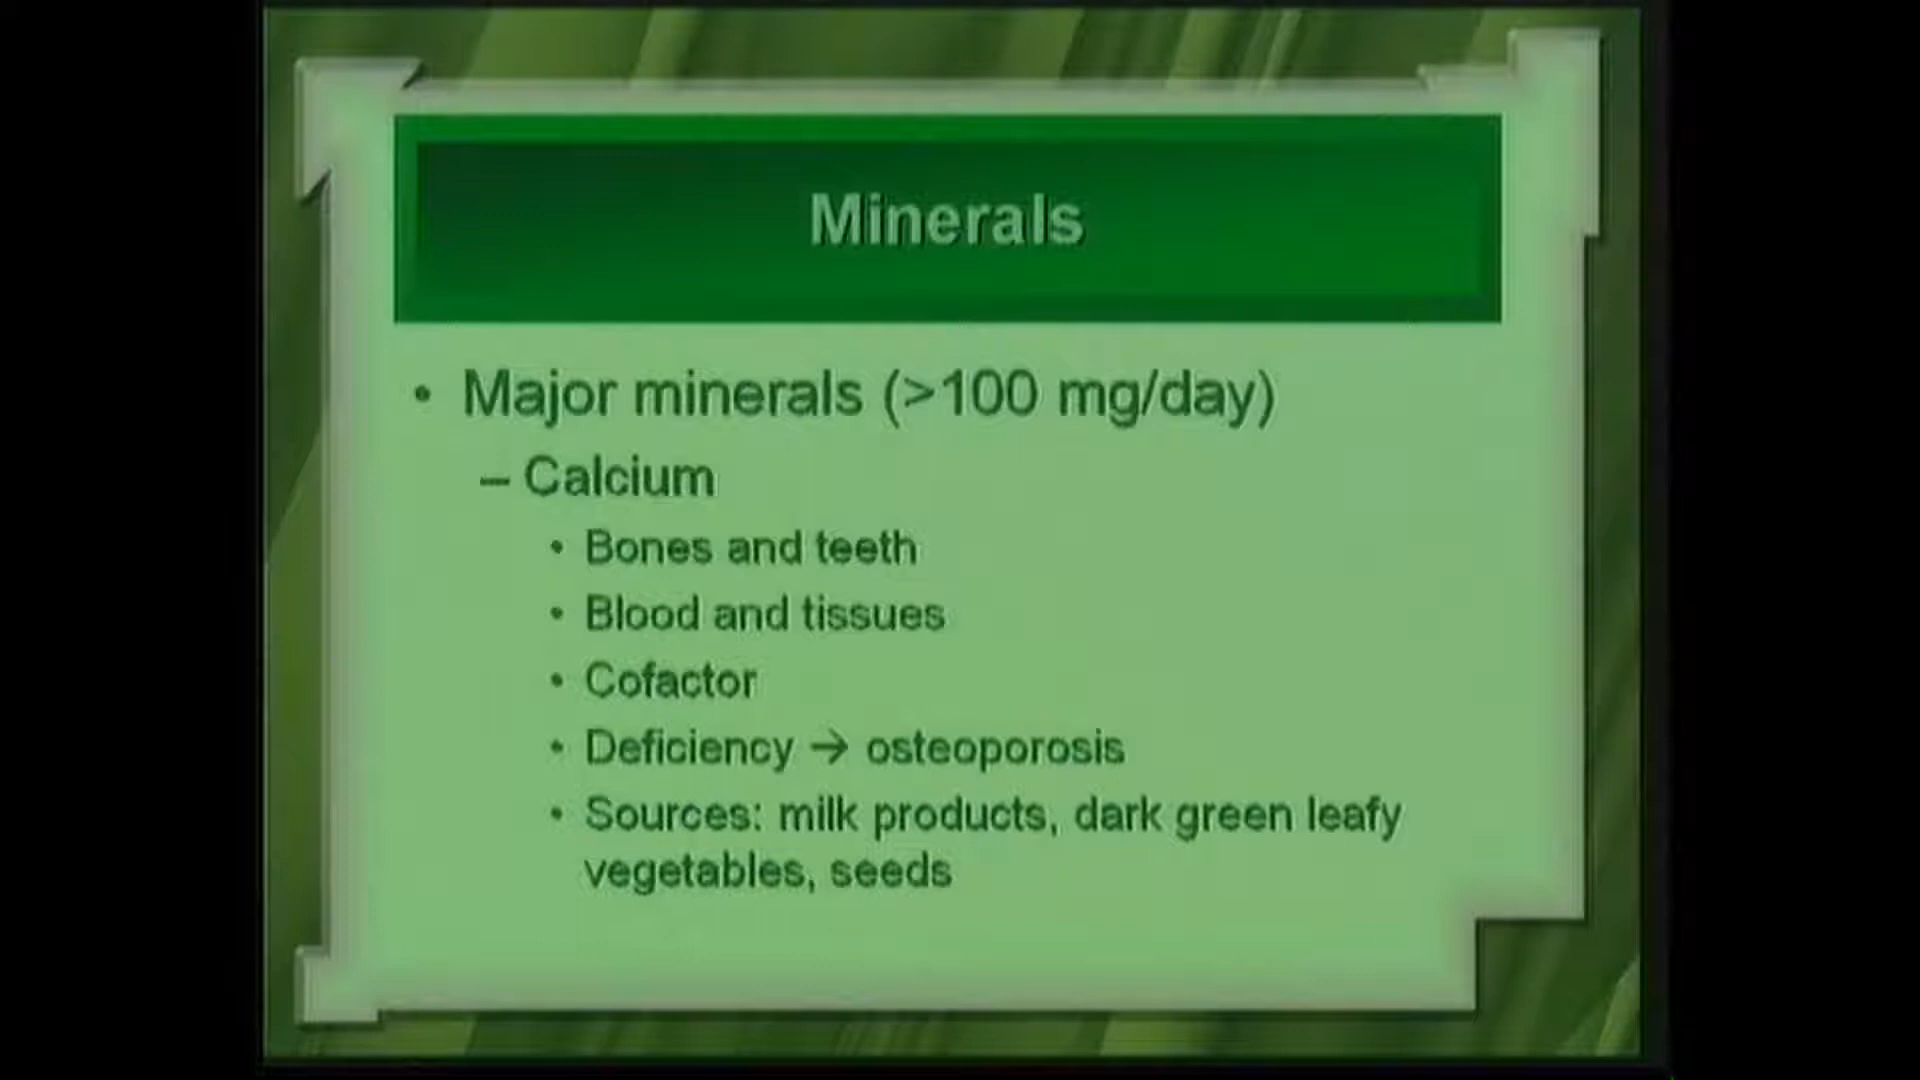 Minerals
• Major minerals (>100 mg/day)
– Calcium
• Bones and teeth
• Blood and tissues
• Cofactor
• Deficiency → osteoporosis
• Sources: milk products, dark green leafy
vegetables, seeds